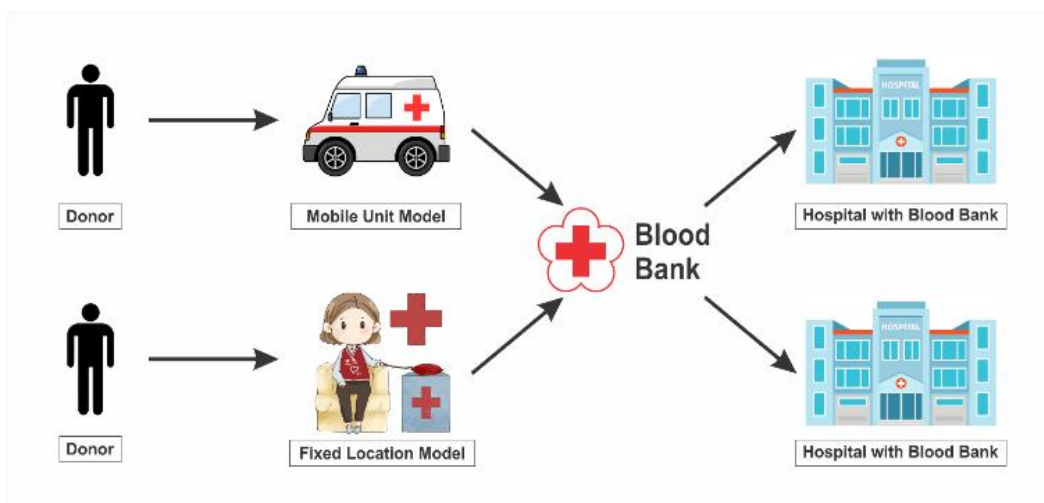 HOSPITAL
Donor
Mobile Unit Model
Blood
Bank
Hospital with Blood Bank
HOSPITAL
Donor
Fixed Location Model
Hospital with Blood Bank